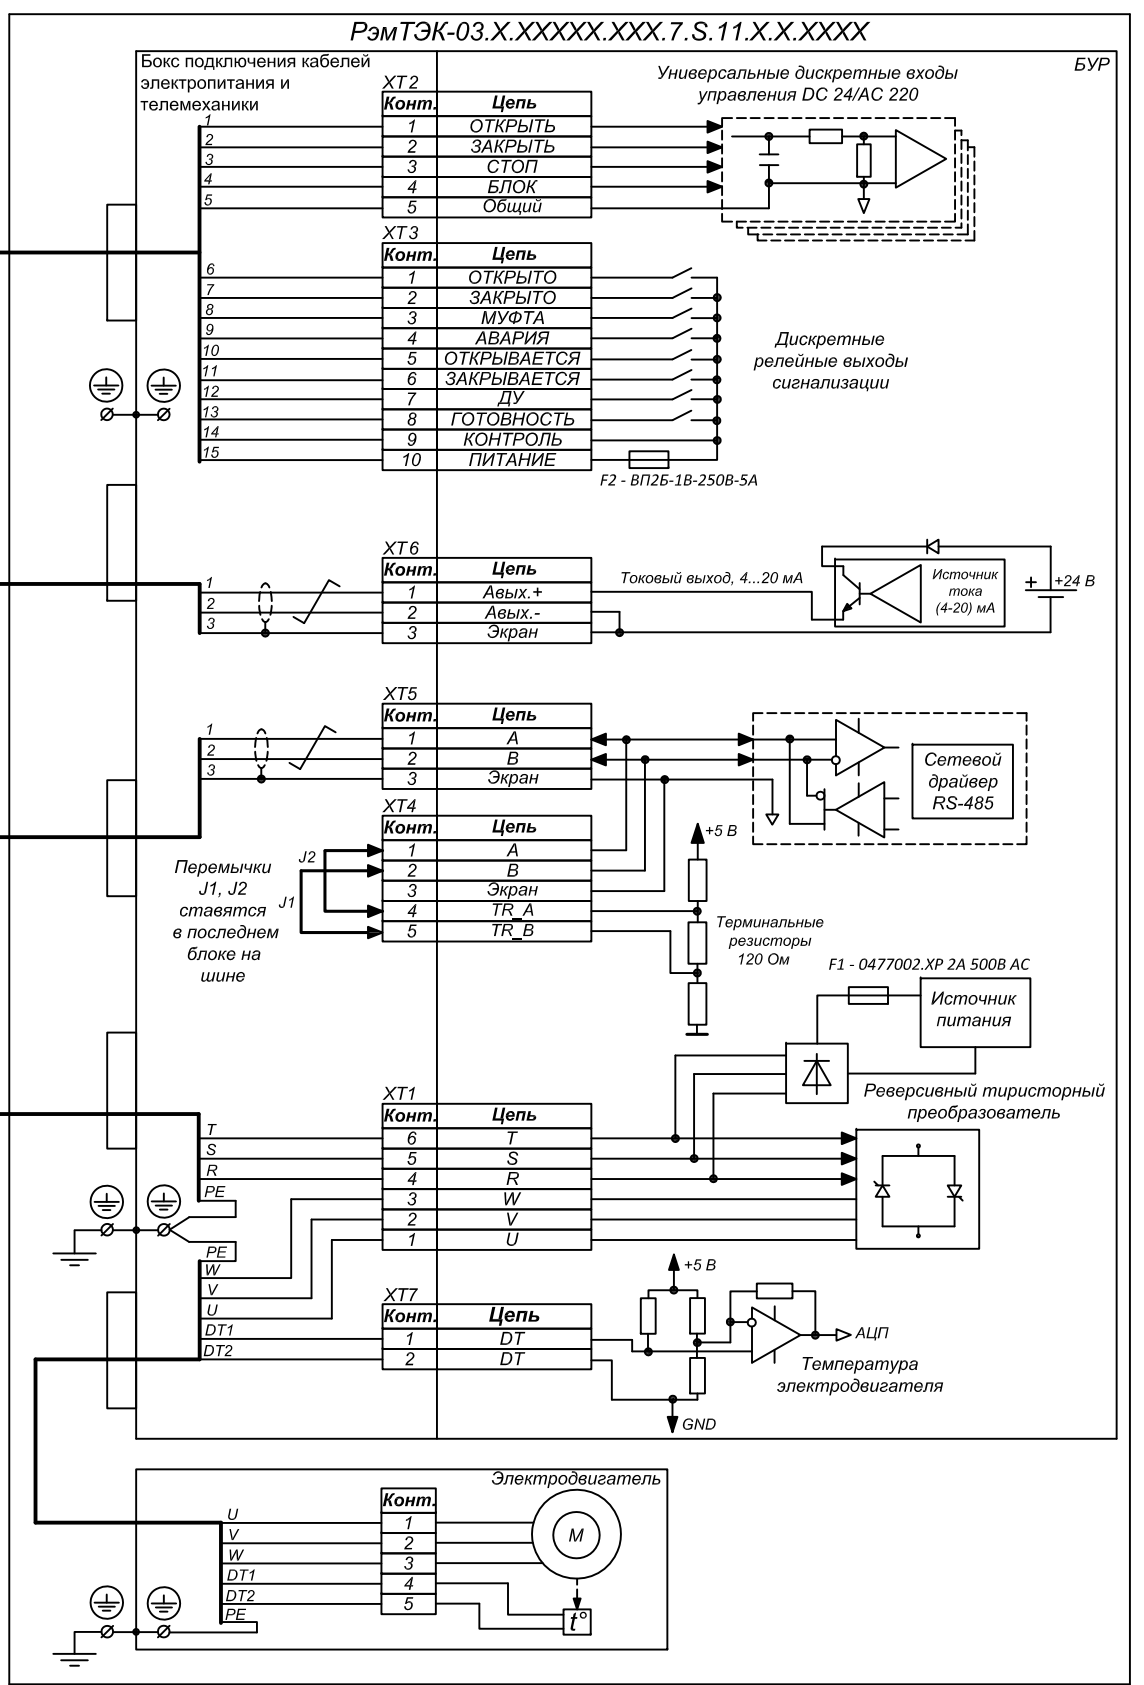 РэмТЭК-03.X.XXXXX.XXX.7.S.11.X.X.XXXX
Бокс подключения кабелей
электропитания и
телемеханики
БУР
XT2
Конт. Цепь
1 1 ОТКРЫТЬ
2 2 ЗАКРЫТЬ
3 3 СТОП
4 4 БЛОК
5 5 Общий
Универсальные дискретные входы
управления DC 24/AC 220
XT3
Конт. Цепь
6 1 ОТКРЫТО
7 2 ЗАКРЫТО
8 3 МУФТА
9 4 АВАРИЯ
10 5 ОТКРЫВАЕТСЯ
11 6 ЗАКРЫВАЕТСЯ
12 7 ДУ
13 8 ГОТОВНОСТЬ
14 9 КОНТРОЛЬ
15 10 ПИТАНИЕ
Дискретные
релейные выходы
сигнализации
F2 - ВП2Б-1В-250В-5А
XT6
Конт. Цепь
1 1 Авых.+
2 2 Авых.-
3 3 Экран
Токовый выход, 4...20 мА
Источник
тока
(4-20) мА
+ +24 В
XT5
Конт. Цепь
1 1 A
2 2 B
3 3 Экран
Сетевой
драйвер
RS-485
XT4
Конт. Цепь
1 A
2 B
3 Экран
4 TR_A
5 TR_B
J2
J1
Перемычки
J1, J2
ставятся
в последнем
блоке на
шине
+5 В
Терминальные
резисторы
120 Ом
F1 - 0477002.XP 2A 500В AC
Источник
питания
Реверсивный тиристорный
преобразователь
XT1
Конт. Цепь
T 6 T
S 5 S
R 4 R
PE 3 W
2 V
1 U
PE
W
V
U
XT7
Конт. Цепь
DT1 1 DT
DT2 2 DT
+5 В
АЦП
Температура
электродвигателя
GND
Электродвигатель
Конт.
U 1
V 2
W 3
DT1 4
DT2 5
PE
M
t°